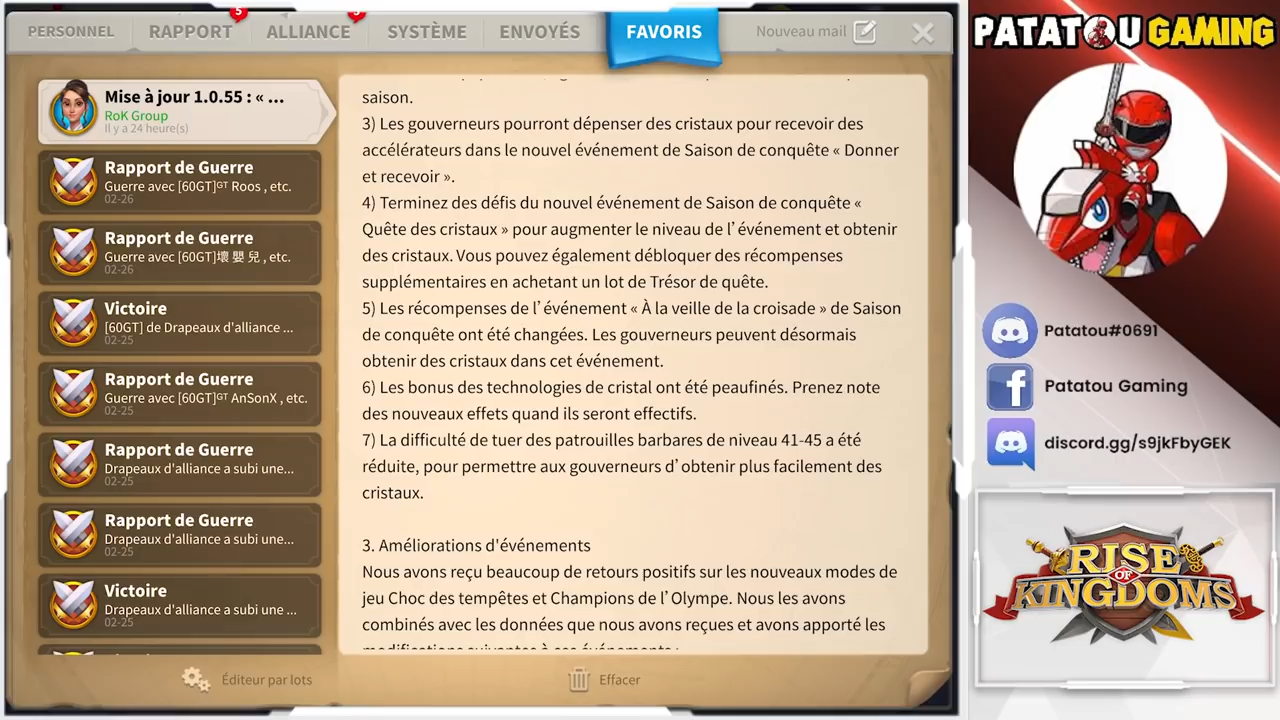 PERSONNEL
RAPPORT
5
ALLIANCE
SYSTÈME
ENVOYÉS
FAVORIS
Nouveau mail
PATATOU GAMING
Mise à jour 1.0.55 : « ...
RoK Group
Il y a 24 heure(s)
Rapport de Guerre
Guerre avec [60GT]ᴳᵀ Roos , etc.
02-26
Rapport de Guerre
Guerre avec [60GT]壞 嬰 兒 , etc.
02-26
Victoire
[60GT] de Drapeaux d'alliance ...
02-25
Rapport de Guerre
Guerre avec [60GT]ᴳᵀ AnSonX , etc.
02-25
Rapport de Guerre
Drapeaux d'alliance a subi une...
02-25
Rapport de Guerre
Drapeaux d'alliance a subi une...
02-25
Victoire
Drapeaux d'alliance a subi une ...
02-25
saison.
3) Les gouverneurs pourront dépenser des cristaux pour recevoir des
accélérateurs dans le nouvel événement de Saison de conquête « Donner
et recevoir ».
4) Terminez des défis du nouvel événement de Saison de conquête «
Quête des cristaux » pour augmenter le niveau de l'événement et obtenir
des cristaux. Vous pouvez également débloquer des récompenses
supplémentaires en achetant un lot de Trésor de quête.
5) Les récompenses de l'événement « À la veille de la croisade » de Saison
de conquête ont été changées. Les gouverneurs peuvent désormais
obtenir des cristaux dans cet événement.
6) Les bonus des technologies de cristal ont été peaufinés. Prenez note
des nouveaux effets quand ils seront effectifs.
7) La difficulté de tuer des patrouilles barbares de niveau 41-45 a été
réduite, pour permettre aux gouverneurs d'obtenir plus facilement des
cristaux.
3. Améliorations d'événements
Nous avons reçu beaucoup de retours positifs sur les nouveaux modes de
jeu Choc des tempêtes et Champions de l'Olympe. Nous les avons
combinés avec les données que nous avons reçues et avons apporté les
modifications suivantes à ces événements :
Éditeur par lots
Effacer
Patatou#0691
Patatou Gaming
discord.gg/s9jkFbyGEK
RISE
OF
KINGDOMS